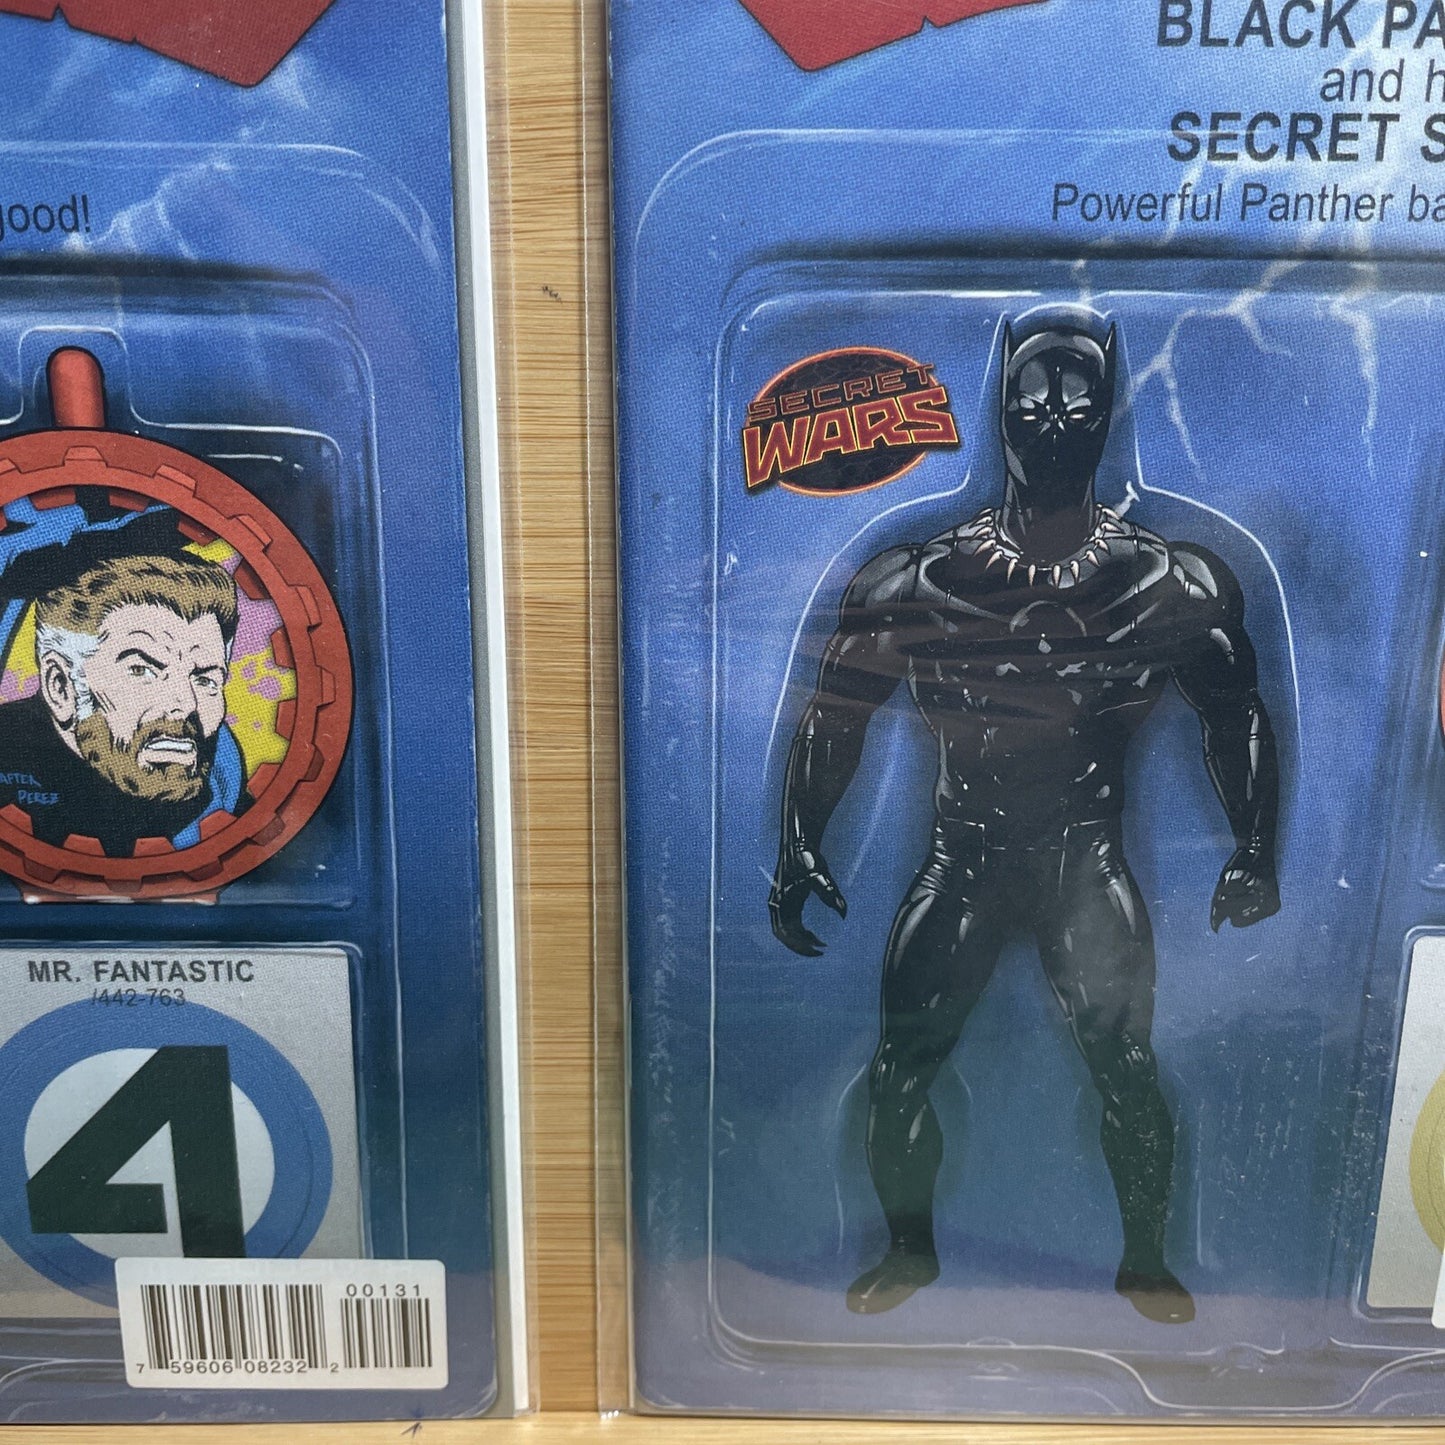 good!
AFTER
PEREZ
MR. FANTASTIC
/442-763
00131
7 59606 08232 2
BLACK PA
and h
SECRET S
Powerful Panther ba
SECRET
WARS